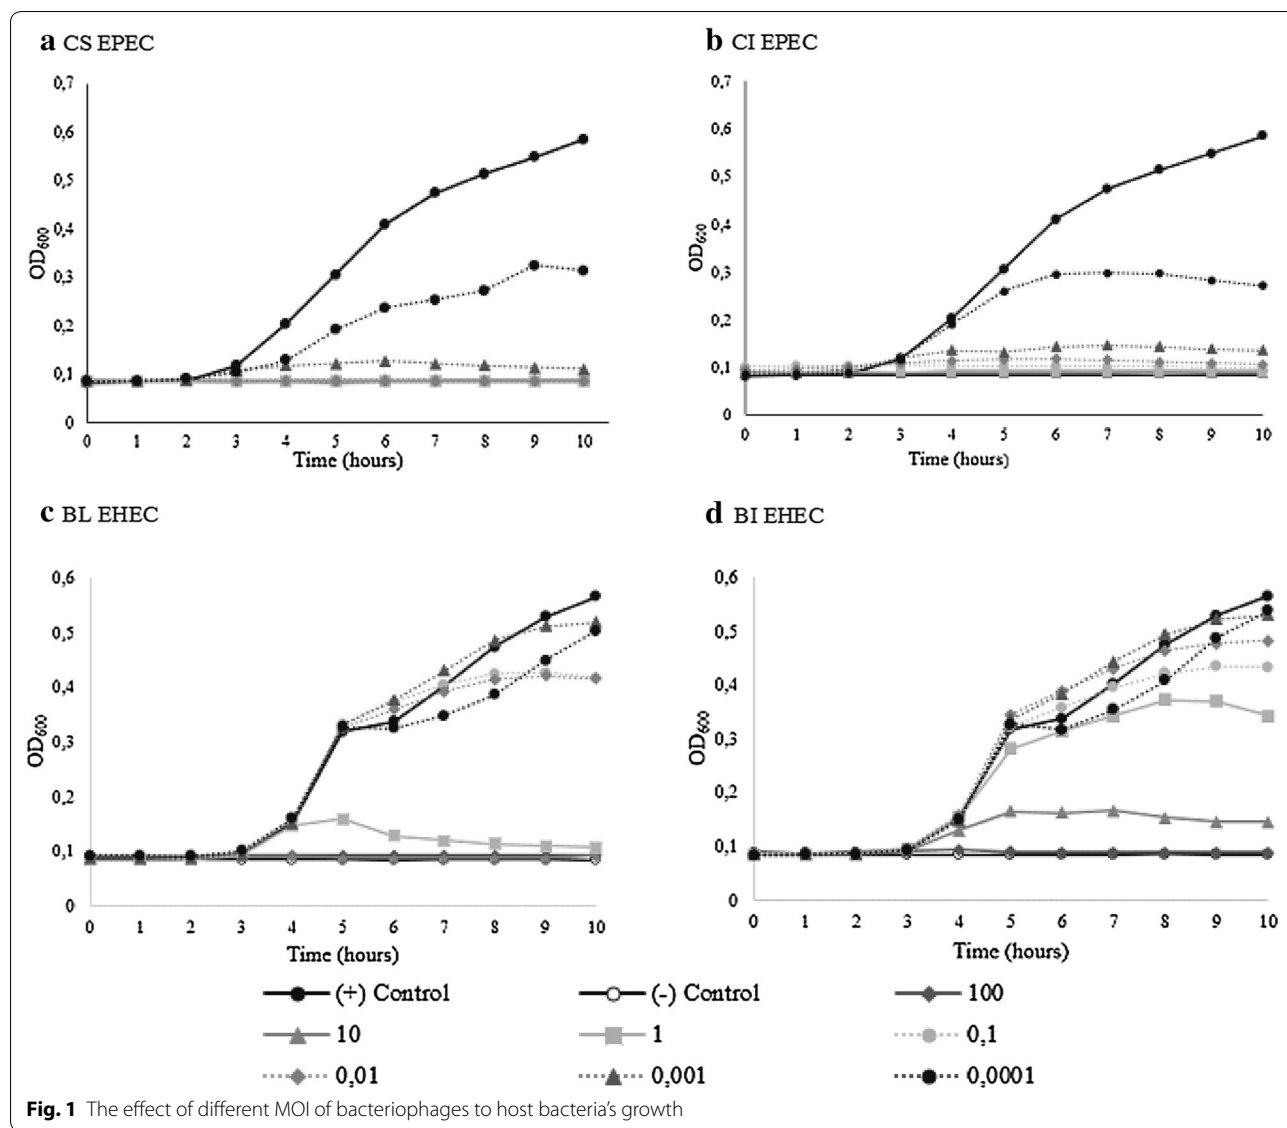 a CS EPEC
0,7
0,6
0,5
0,4
0,3
0,2
0,1
0
OD600
0 1 2 3 4 5 6 7 8 9 10
Time (hours)
b CI EPEC
0,7
0,6
0,5
0,4
0,3
0,2
0,1
0
OD600
0 1 2 3 4 5 6 7 8 9 10
Time (hours)
c BL EHEC
0,6
0,5
0,4
0,3
0,2
0,1
0
OD600
0 1 2 3 4 5 6 7 8 9 10
Time (hours)
d BI EHEC
0,6
0,5
0,4
0,3
0,2
0,1
0
OD600
0 1 2 3 4 5 6 7 8 9 10
Time (hours)
(+) Control (-) Control 100
10 1 0,1
0,01 0,001 0,0001
Fig. 1 The effect of different MOI of bacteriophages to host bacteria's growth